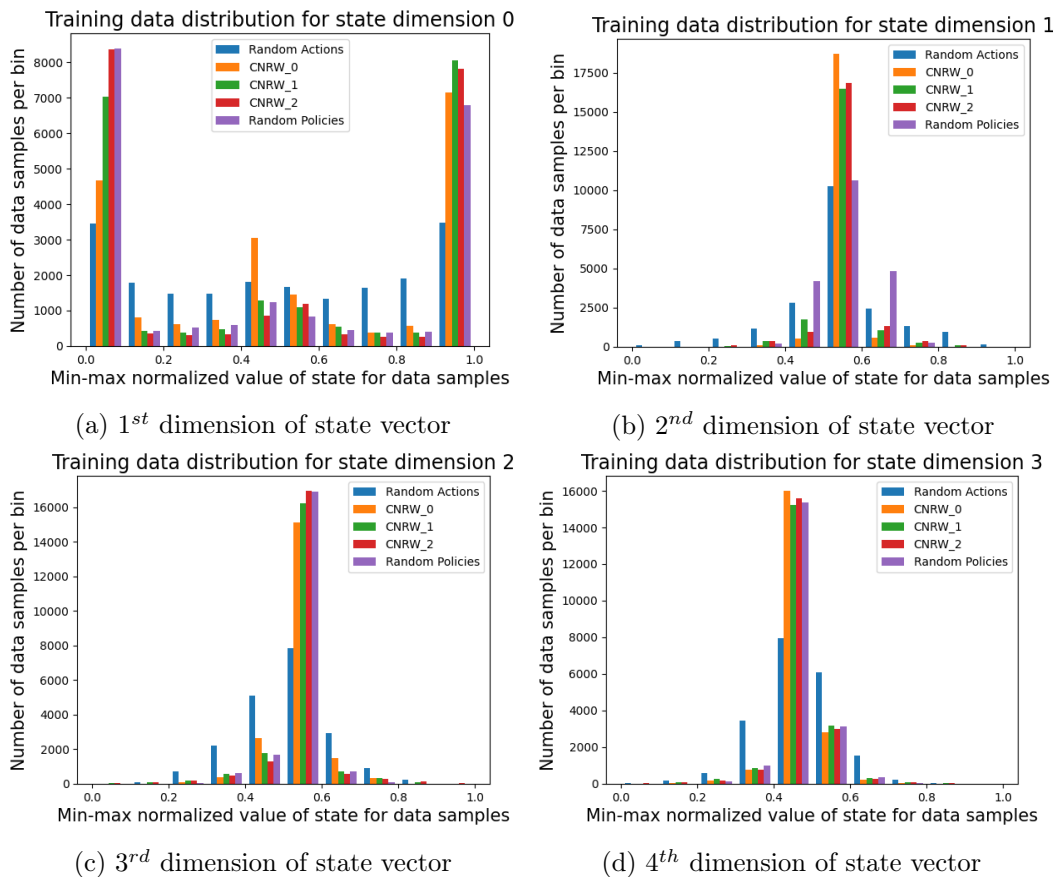 Training data distribution for state dimension 0
Number of data samples per bin
8000
7000
6000
5000
4000
3000
2000
1000
0
Random Actions
CNRW_0
CNRW_1
CNRW_2
Random Policies
0.0 0.2 0.4 0.6 0.8 1.0
Min-max normalized value of state for data samples
(a) 1st dimension of state vector
Training data distribution for state dimension 1
Number of data samples per bin
17500
15000
12500
10000
7500
5000
2500
0
Random Actions
CNRW_0
CNRW_1
CNRW_2
Random Policies
0.0 0.2 0.4 0.6 0.8 1.0
Min-max normalized value of state for data samples
(b) 2nd dimension of state vector
Training data distribution for state dimension 2
Number of data samples per bin
16000
14000
12000
10000
8000
6000
4000
2000
0
Random Actions
CNRW_0
CNRW_1
CNRW_2
Random Policies
0.0 0.2 0.4 0.6 0.8 1.0
Min-max normalized value of state for data samples
(c) 3rd dimension of state vector
Training data distribution for state dimension 3
Number of data samples per bin
16000
14000
12000
10000
8000
6000
4000
2000
0
Random Actions
CNRW_0
CNRW_1
CNRW_2
Random Policies
0.0 0.2 0.4 0.6 0.8 1.0
Min-max normalized value of state for data samples
(d) 4th dimension of state vector